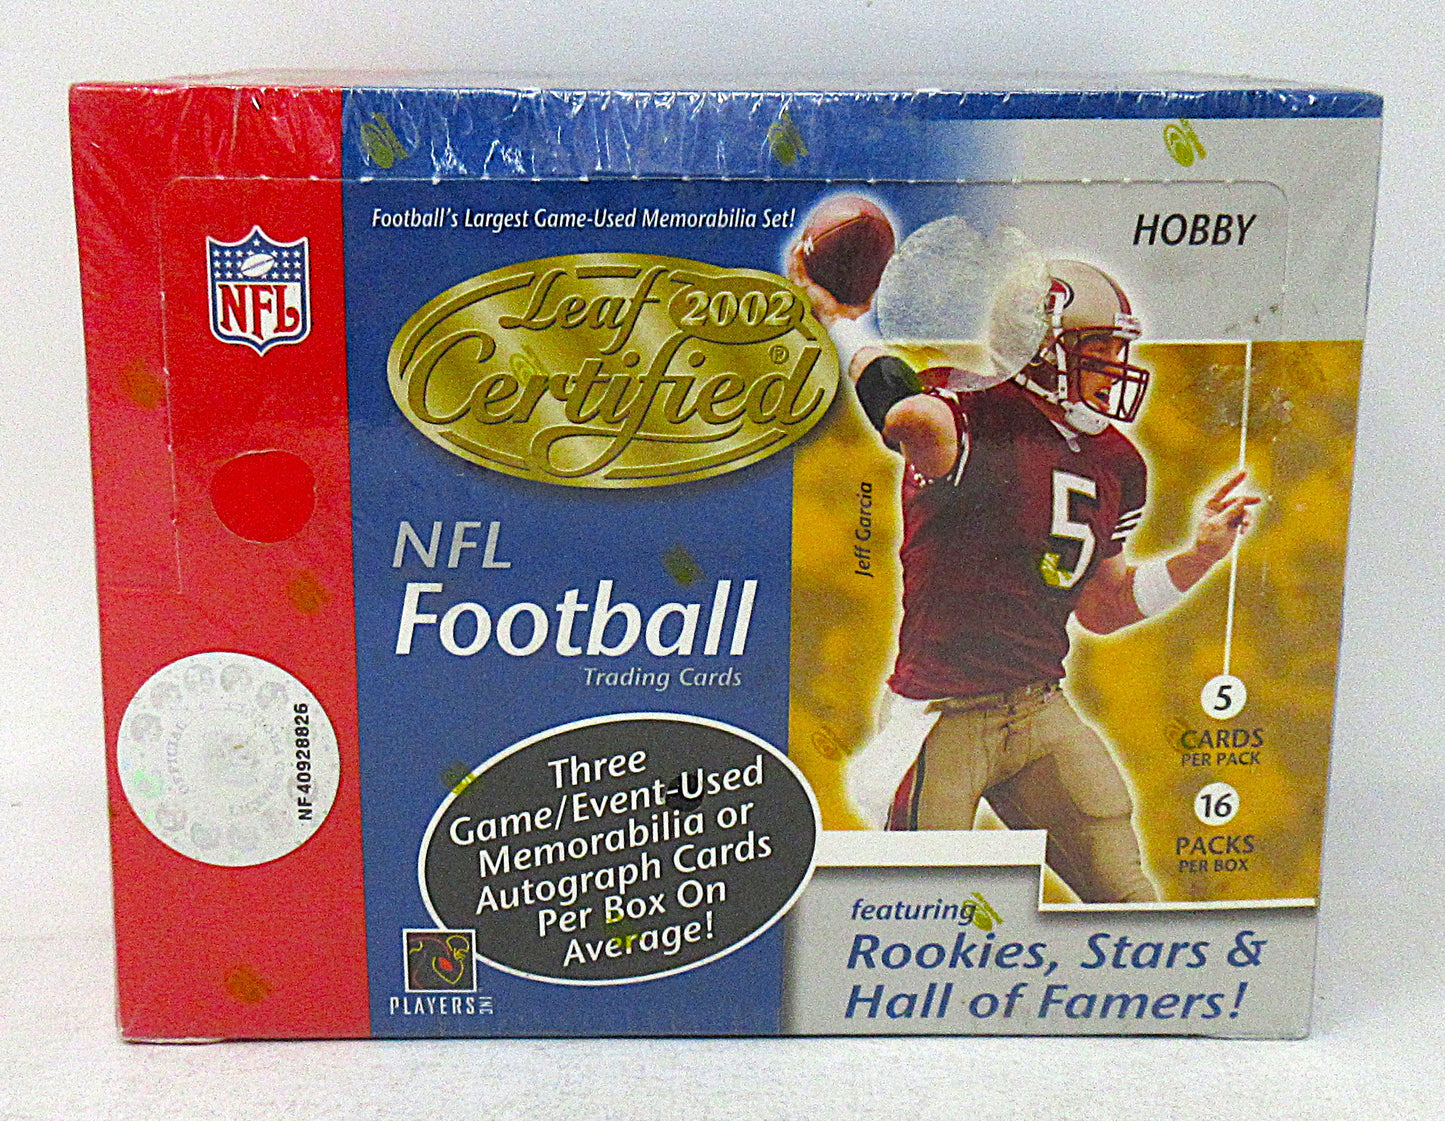 Football's Largest Game-Used Memorabilia Set!
HOBBY
NFL
Leaf 2002
Certified®
NFL
Football
Trading Cards
Jeff Garcia
5
5
CARDS
PER PACK
16
PACKS
PER BOX
Three
Game/Event-Used
Memorabilia or
Autograph Cards
Per Box On
Average!
OFFICIAL
NF40928826
PLAYERS INC
featuring
Rookies, Stars &
Hall of Famers!